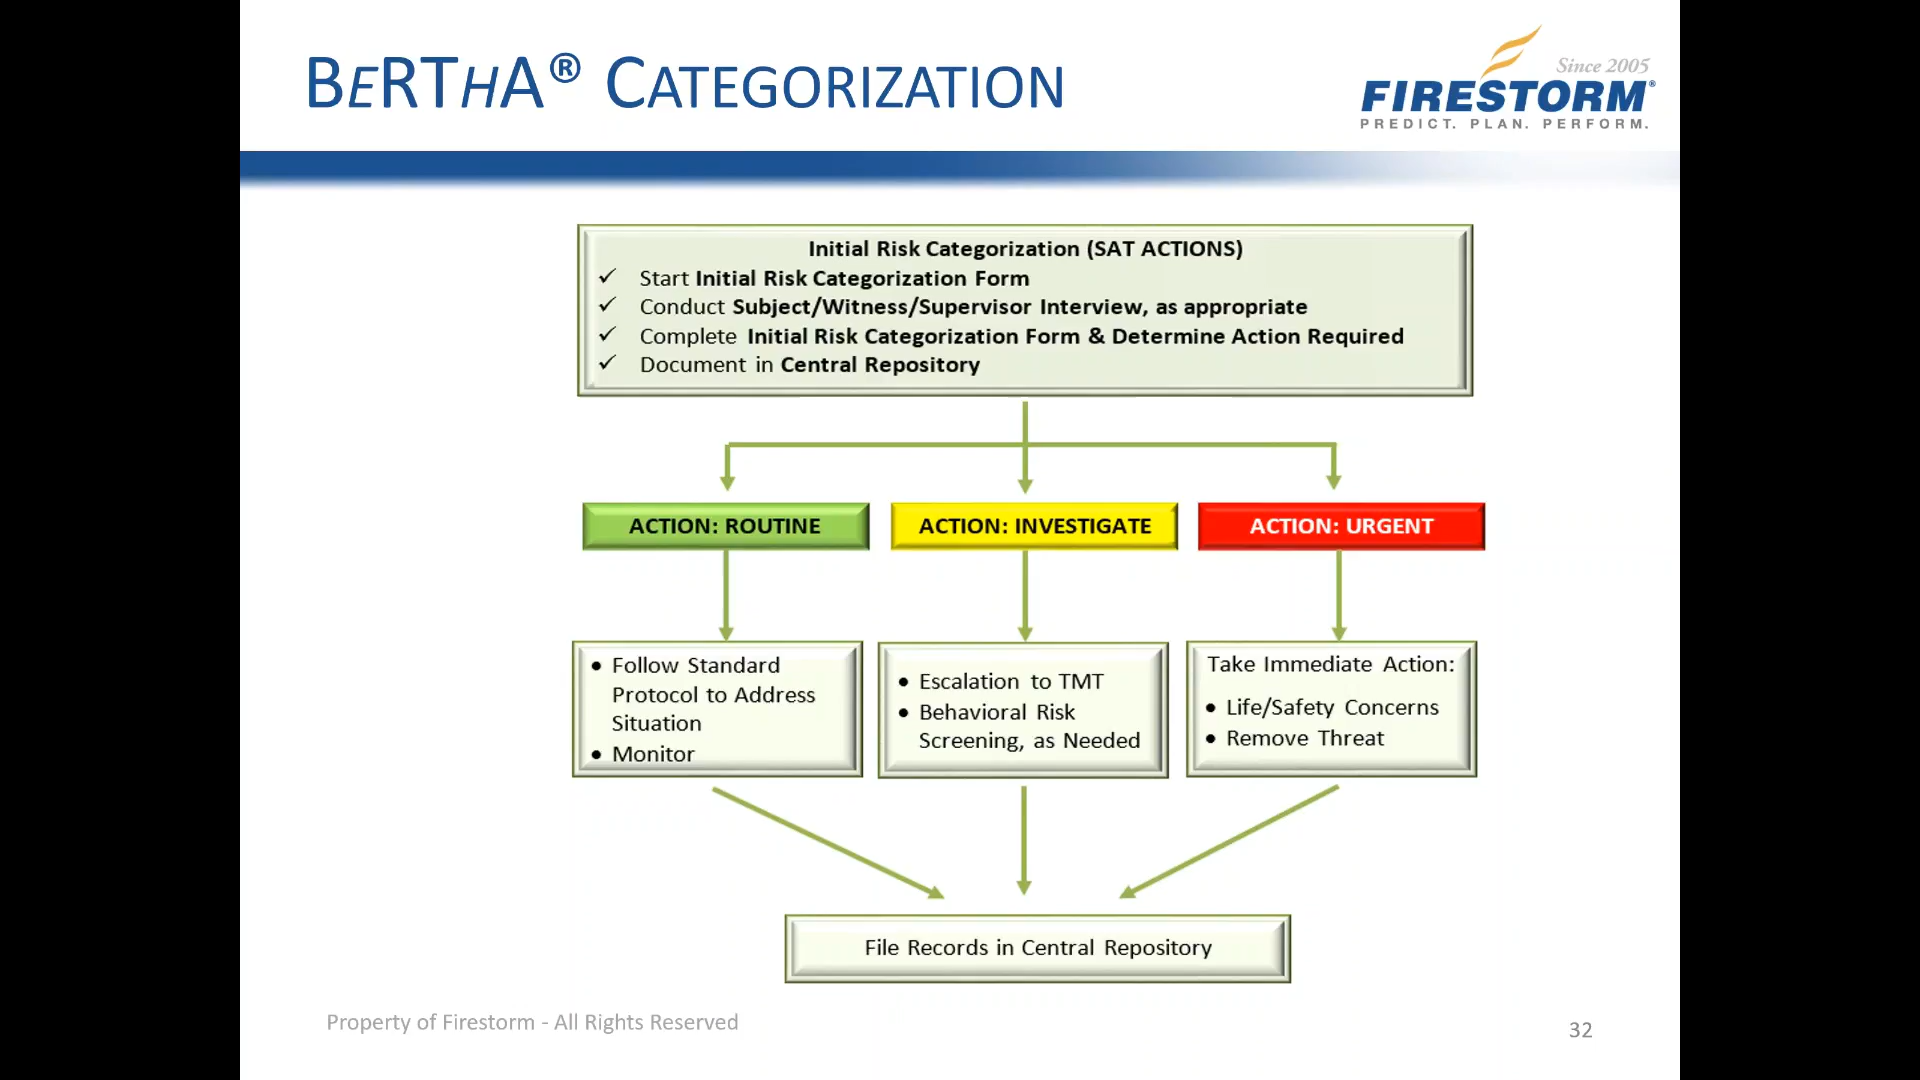 BERTHA® CATEGORIZATION
Since 2005
FIRESTORM®
PREDICT. PLAN. PERFORM.
Initial Risk Categorization (SAT ACTIONS)
✓ Start Initial Risk Categorization Form
✓ Conduct Subject/Witness/Supervisor Interview, as appropriate
✓ Complete Initial Risk Categorization Form & Determine Action Required
✓ Document in Central Repository
ACTION: ROUTINE
ACTION: INVESTIGATE
ACTION: URGENT
• Follow Standard
Protocol to Address
Situation
• Monitor
• Escalation to TMT
• Behavioral Risk
Screening, as Needed
Take Immediate Action:
• Life/Safety Concerns
• Remove Threat
File Records in Central Repository
Property of Firestorm - All Rights Reserved
32